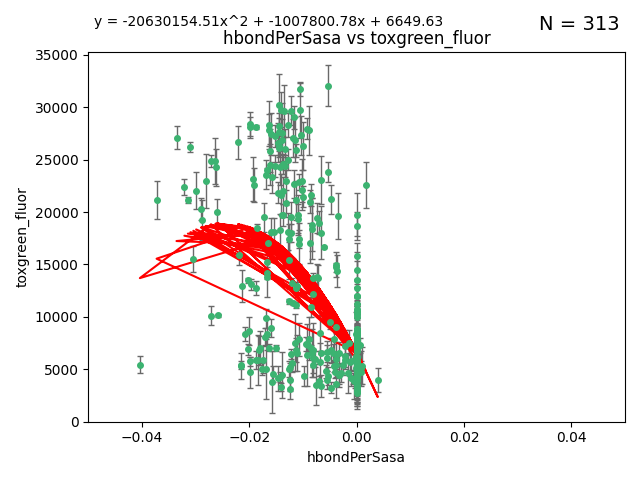 y = -20630154.51x^2 + -1007800.78x + 6649.63
N = 313
hbondPerSasa vs toxgreen_fluor
35000
30000
25000
20000
15000
10000
5000
0
toxgreen_fluor
−0.04
−0.02
0.00
0.02
0.04
hbondPerSasa